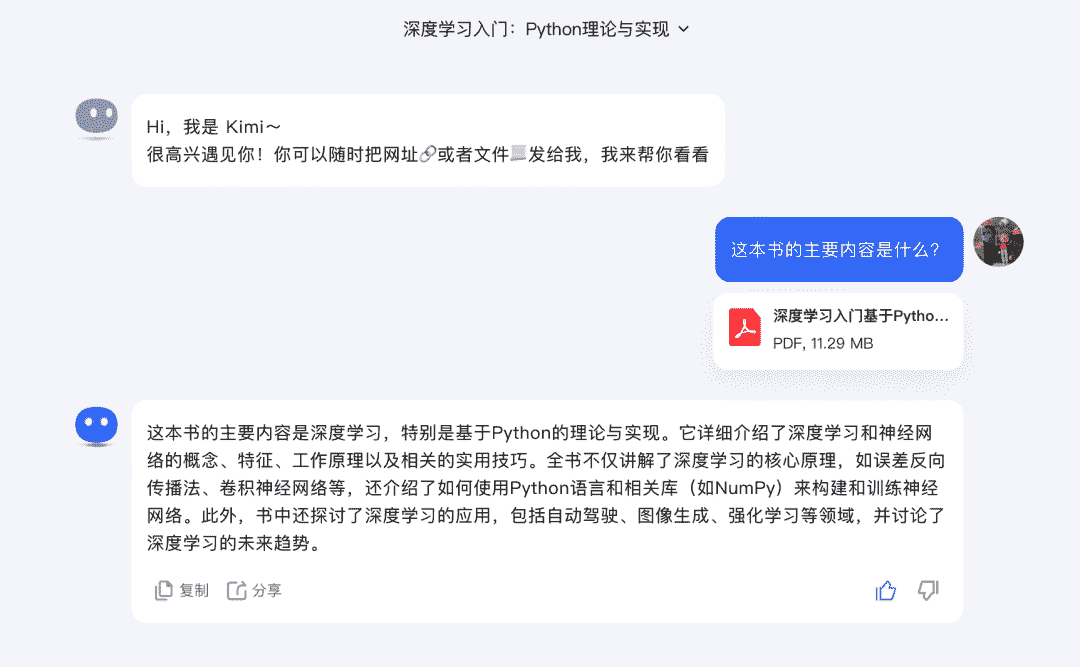 深度学习入门：Python理论与实现
Hi，我是 Kimi～
很高兴遇见你！你可以随时把网址🔗或者文件📃发给我，我来帮你看看
这本书的主要内容是什么？
深度学习入门基于Pytho...
PDF, 11.29 MB
这本书的主要内容是深度学习，特别是基于Python的理论与实现。它详细介绍了深度学习和神经网
络的概念、特征、工作原理以及相关的实用技巧。全书不仅讲解了深度学习的核心原理，如误差反向
传播法、卷积神经网络等，还介绍了如何使用Python语言和相关库（如NumPy）来构建和训练神经
网络。此外，书中还探讨了深度学习的应用，包括自动驾驶、图像生成、强化学习等领域，并讨论了
深度学习的未来趋势。
复制 分享